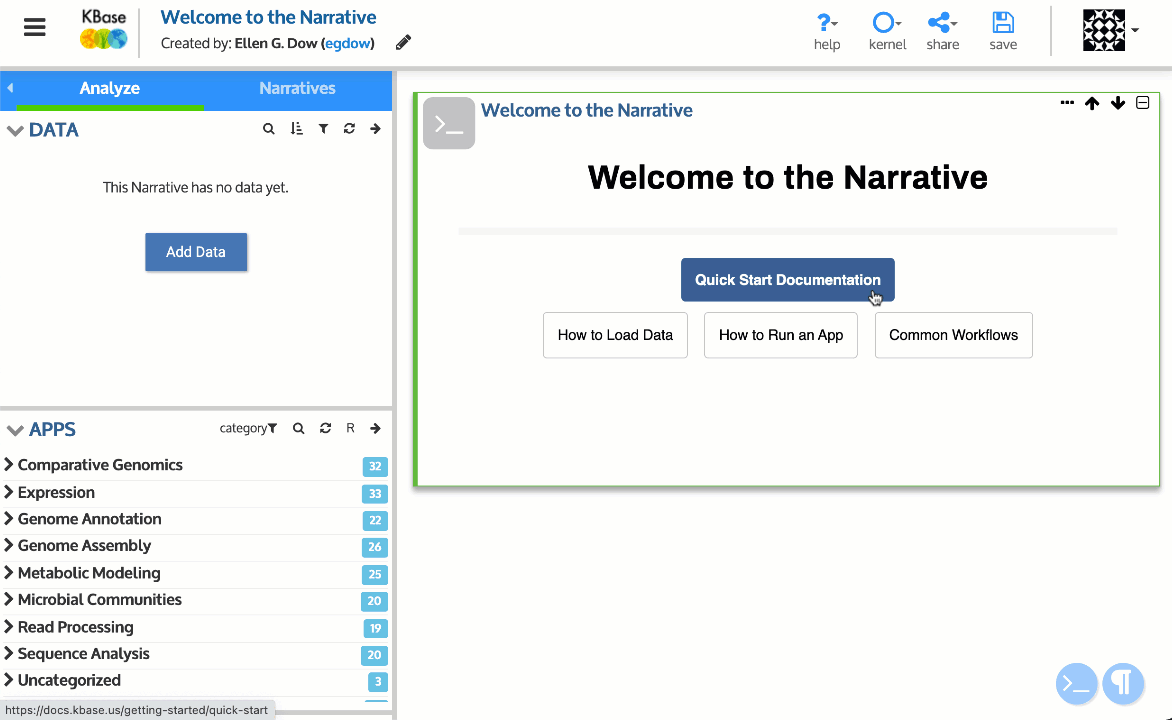 KBase
Welcome to the Narrative
Created by: Ellen G. Dow (egdow)
?
help
kernel
share
save
Analyze
Narratives
DATA
This Narrative has no data yet.
Add Data
APPS
category
R
Comparative Genomics 32
Expression 33
Genome Annotation 22
Genome Assembly 26
Metabolic Modeling 25
Microbial Communities 20
Read Processing 19
Sequence Analysis 20
Uncategorized 3
https://docs.kbase.us/getting-started/quick-start
>_
Welcome to the Narrative
Welcome to the Narrative
Quick Start Documentation
How to Load Data
How to Run an App
Common Workflows
>_
¶